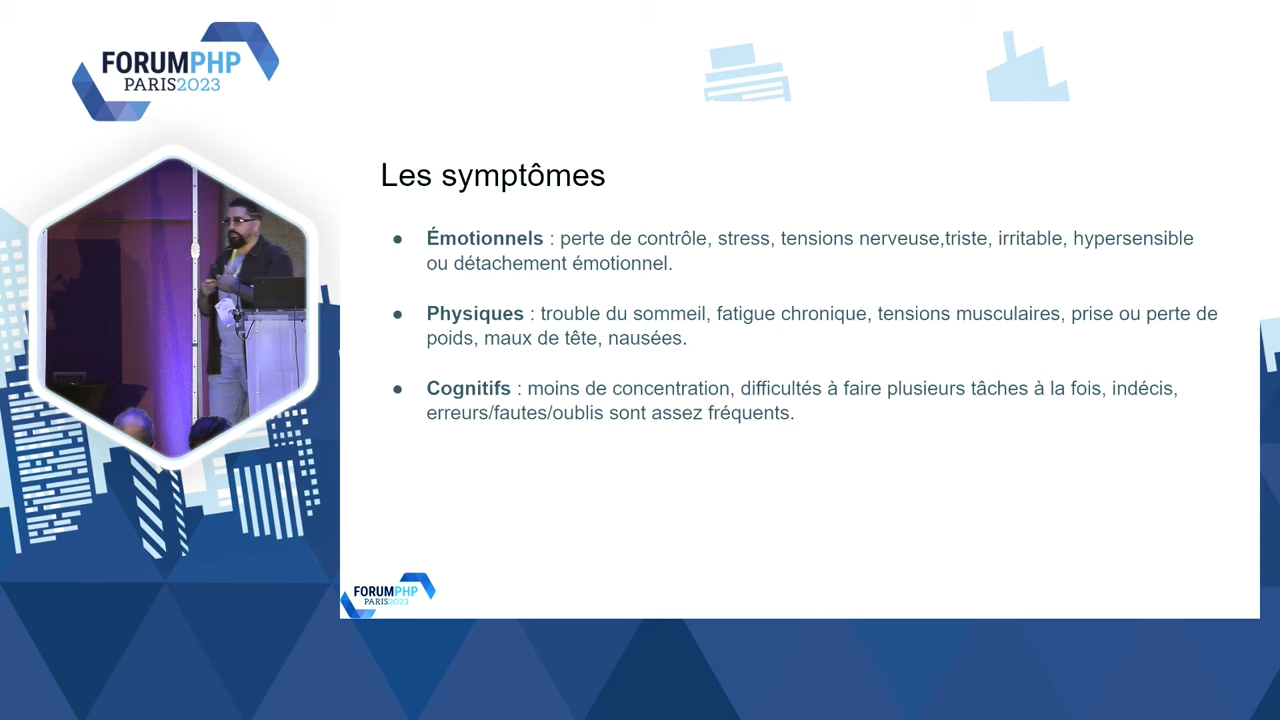 FORUMPHP
PARIS2023
Les symptômes
● Émotionnels : perte de contrôle, stress, tensions nerveuse,triste, irritable, hypersensible
ou détachement émotionnel.
● Physiques : trouble du sommeil, fatigue chronique, tensions musculaires, prise ou perte de
poids, maux de tête, nausées.
● Cognitifs : moins de concentration, difficultés à faire plusieurs tâches à la fois, indécis,
erreurs/fautes/oublis sont assez fréquents.
FORUMPHP
PARIS2023